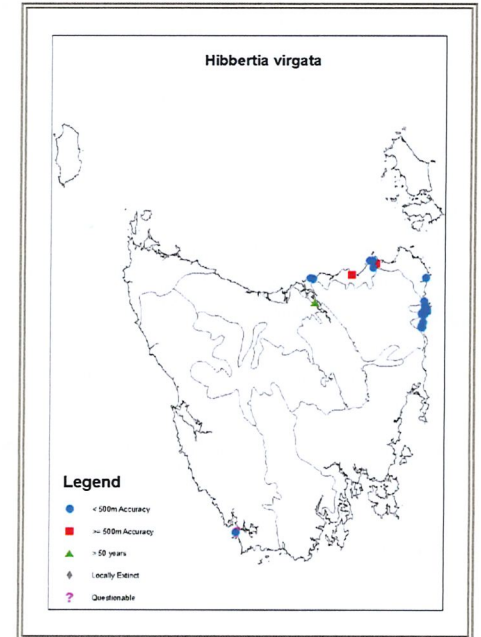 Hibbertia virgata
Legend
< 500m Accuracy
>= 500m Accuracy
> 50 years
Locally Extinct
Questionable